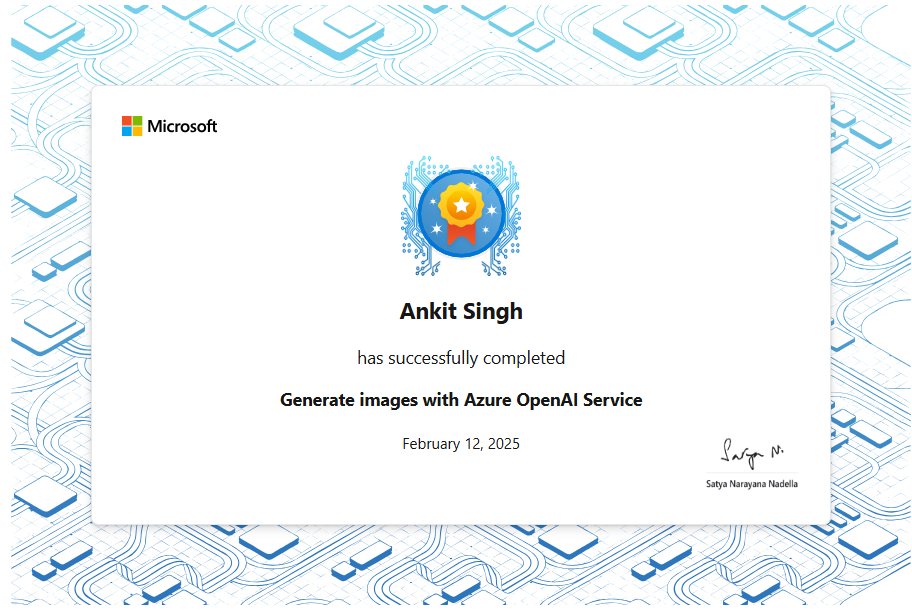 Microsoft
Ankit Singh
has successfully completed
Generate images with Azure OpenAI Service
February 12, 2025
Satya N.
Satya Narayana Nadella